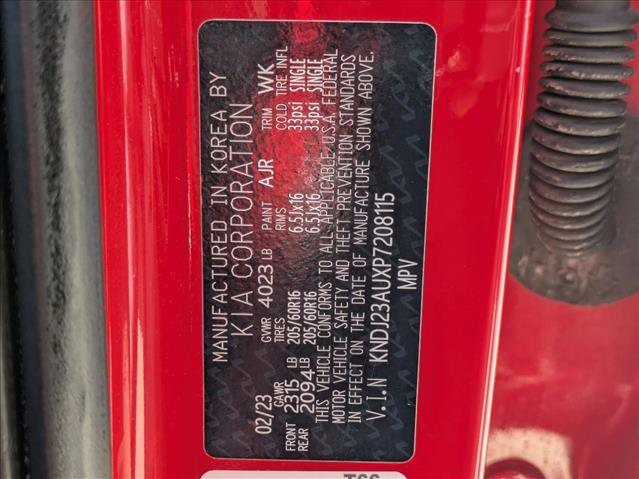 MANUFACTURED IN KOREA BY
KIA CORPORATION
02/23 GVWR 4023 LB PAINT AJR TRIM WK
GAWR TIRES RIMS COLD TIRE INFL
FRONT 2315 LB 205/60R16 6.5Jx16 33psi SINGLE
REAR 2094 LB 205/60R16 6.5Jx16 33psi SINGLE
THIS VEHICLE CONFORMS TO ALL APPLICABLE U.S.A. FEDERAL
MOTOR VEHICLE SAFETY AND THEFT PREVENTION STANDARDS
IN EFFECT ON THE DATE OF MANUFACTURE SHOWN ABOVE.
V.I.N KNDJ23AUXP7208115
MPV